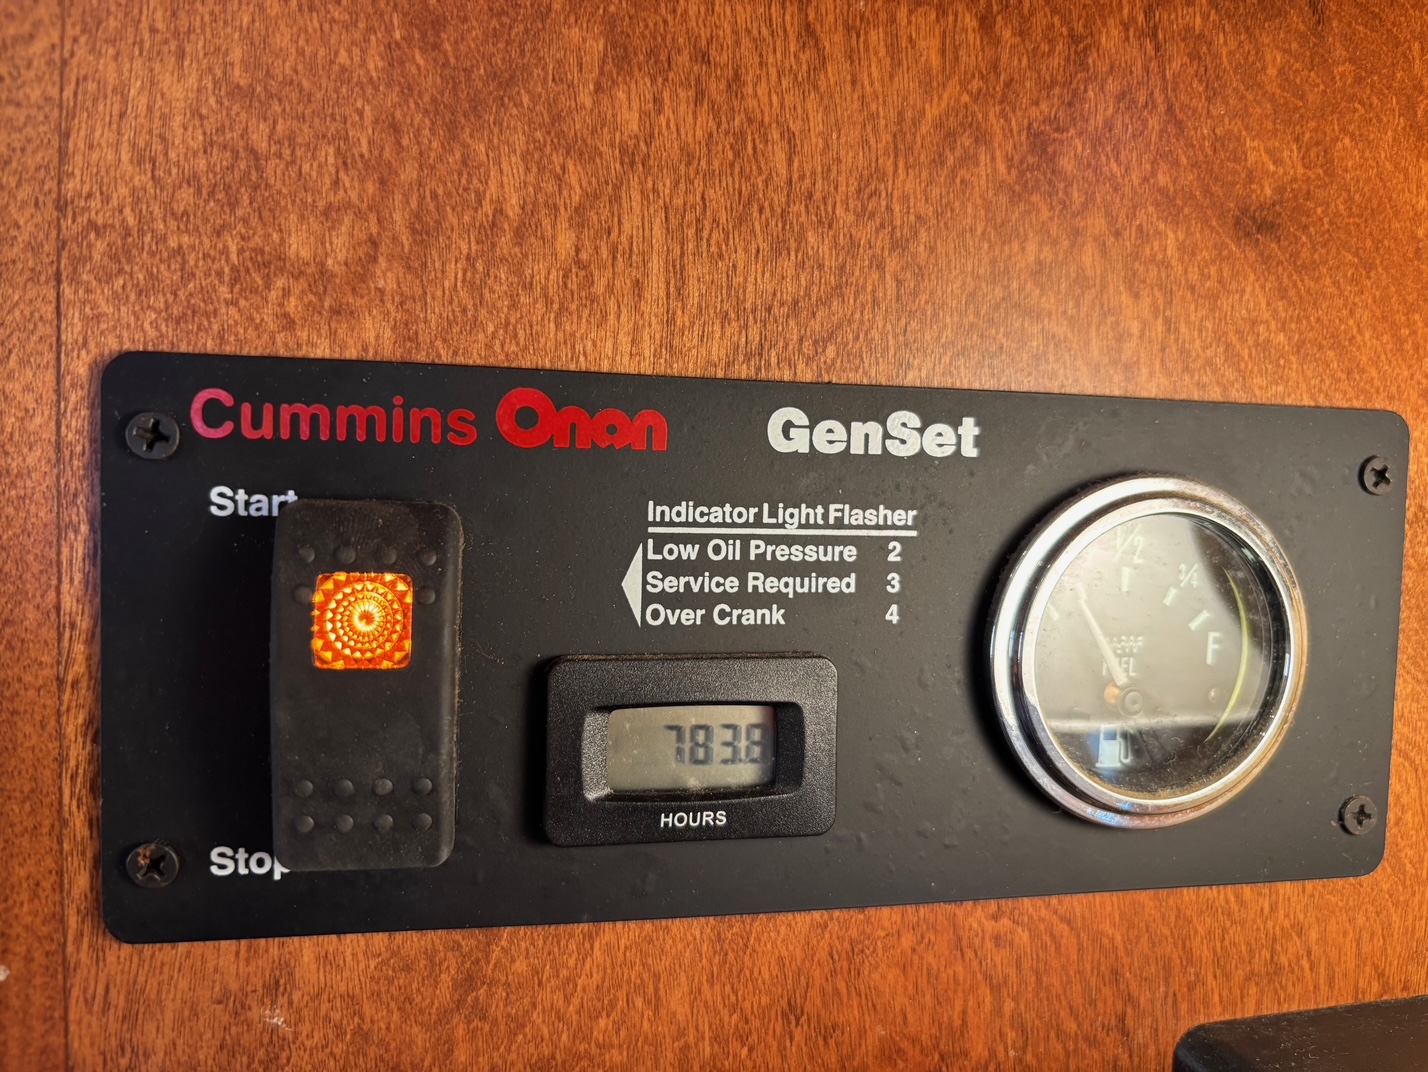 Cummins Onan GenSet
Start
Indicator Light Flasher
Low Oil Pressure 2
Service Required 3
Over Crank 4
1/2
3/4
F
FUEL
783.8
HOURS
Stop